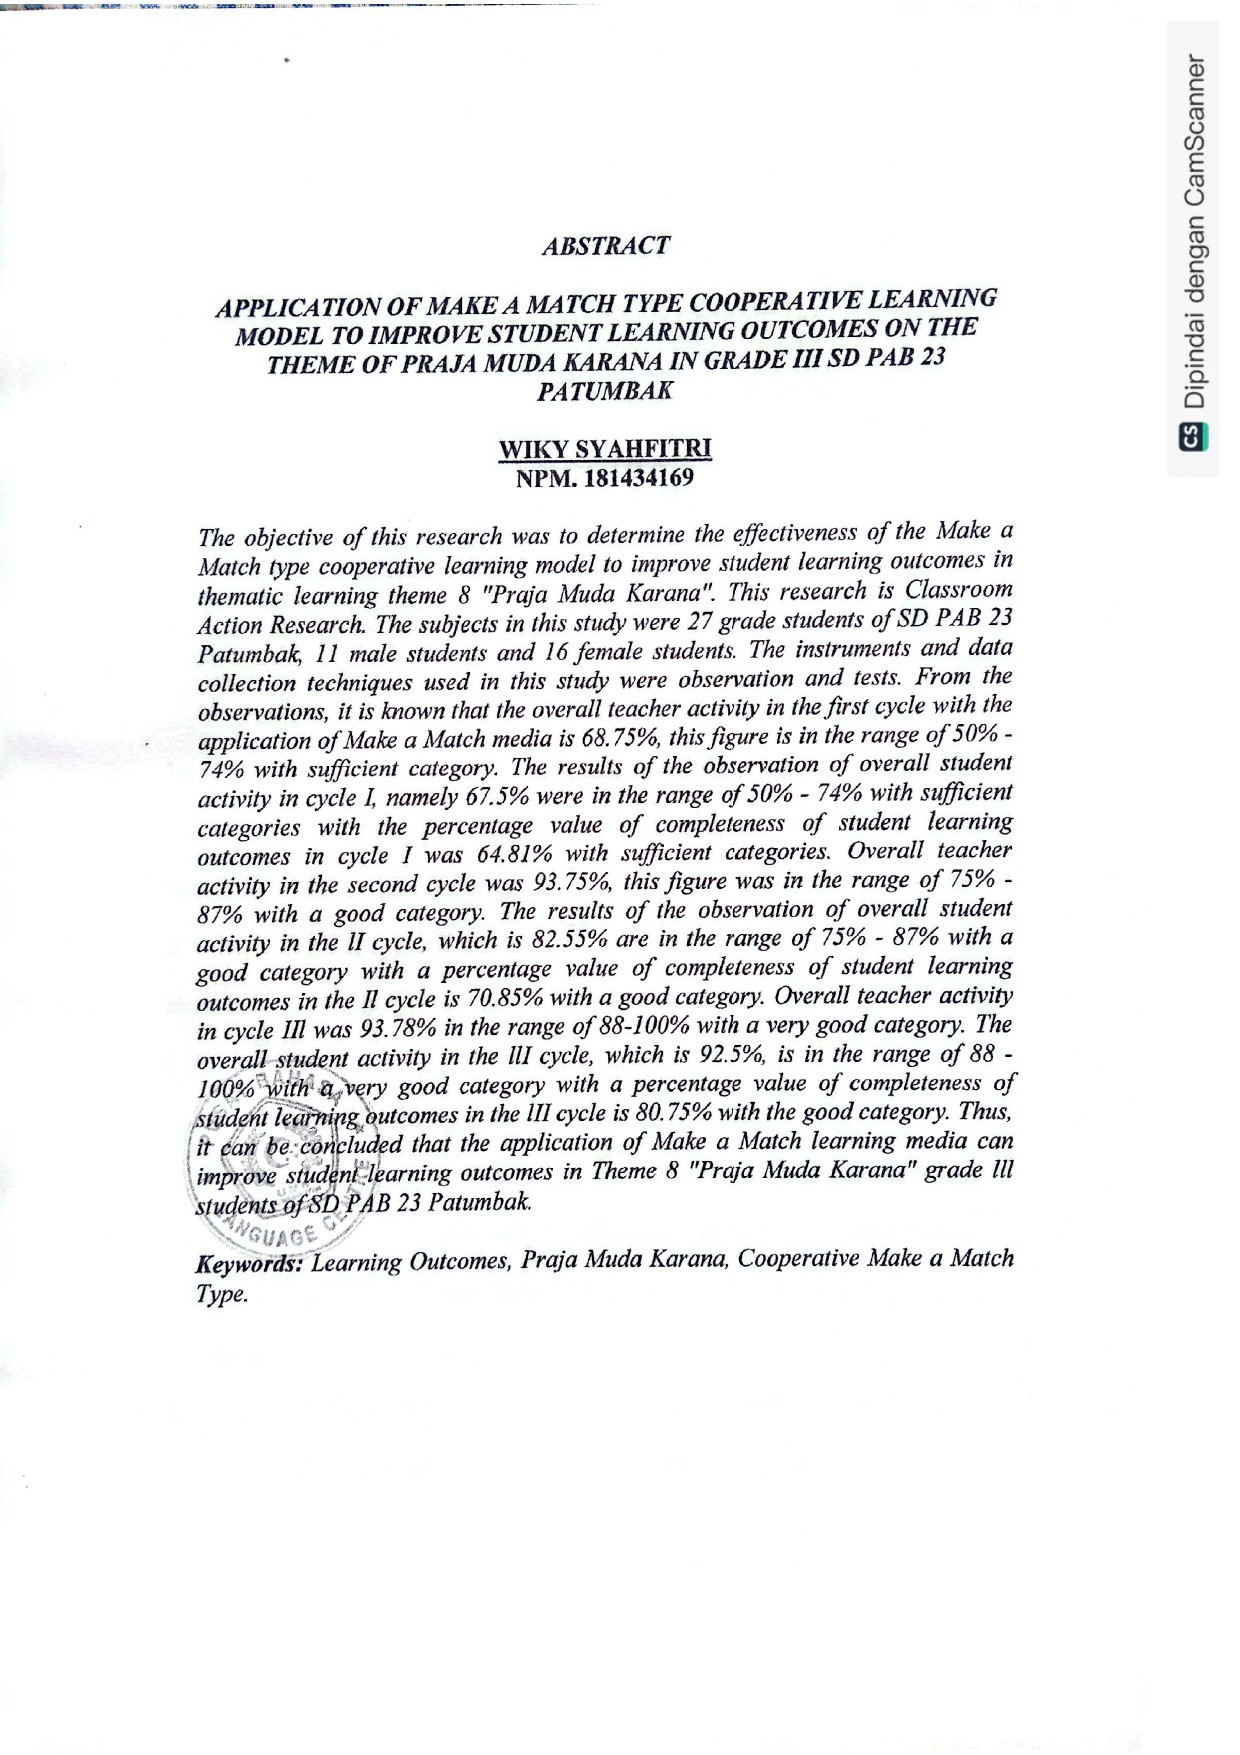 ABSTRACT
APPLICATION OF MAKE A MATCH TYPE COOPERATIVE LEARNING
MODEL TO IMPROVE STUDENT LEARNING OUTCOMES ON THE
THEME OF PRAJA MUDA KARANA IN GRADE III SD PAB 23
PATUMBAK
WIKY SYAHFITRI
NPM. 181434169
The objective of this research was to determine the effectiveness of the Make a
Match type cooperative learning model to improve student learning outcomes in
thematic learning theme 8 "Praja Muda Karana". This research is Classroom
Action Research. The subjects in this study were 27 grade students of SD PAB 23
Patumbak, 11 male students and 16 female students. The instruments and data
collection techniques used in this study were observation and tests. From the
observations, it is known that the overall teacher activity in the first cycle with the
application of Make a Match media is 68.75%, this figure is in the range of 50% -
74% with sufficient category. The results of the observation of overall student
activity in cycle I, namely 67.5% were in the range of 50% - 74% with sufficient
categories with the percentage value of completeness of student learning
outcomes in cycle I was 64.81% with sufficient categories. Overall teacher
activity in the second cycle was 93.75%, this figure was in the range of 75% -
87% with a good category. The results of the observation of overall student
activity in the II cycle, which is 82.55% are in the range of 75% - 87% with a
good category with a percentage value of completeness of student learning
outcomes in the II cycle is 70.85% with a good category. Overall teacher activity
in cycle III was 93.78% in the range of 88-100% with a very good category. The
overall student activity in the III cycle, which is 92.5%, is in the range of 88 -
100% with a very good category with a percentage value of completeness of
student learning outcomes in the III cycle is 80.75% with the good category. Thus,
it can be concluded that the application of Make a Match learning media can
improve student learning outcomes in Theme 8 "Praja Muda Karana" grade III
students of SD PAB 23 Patumbak.
Keywords: Learning Outcomes, Praja Muda Karana, Cooperative Make a Match
Type.
BAHASA
LANGUAGE CENTRE
CS Dipindai dengan CamScanner